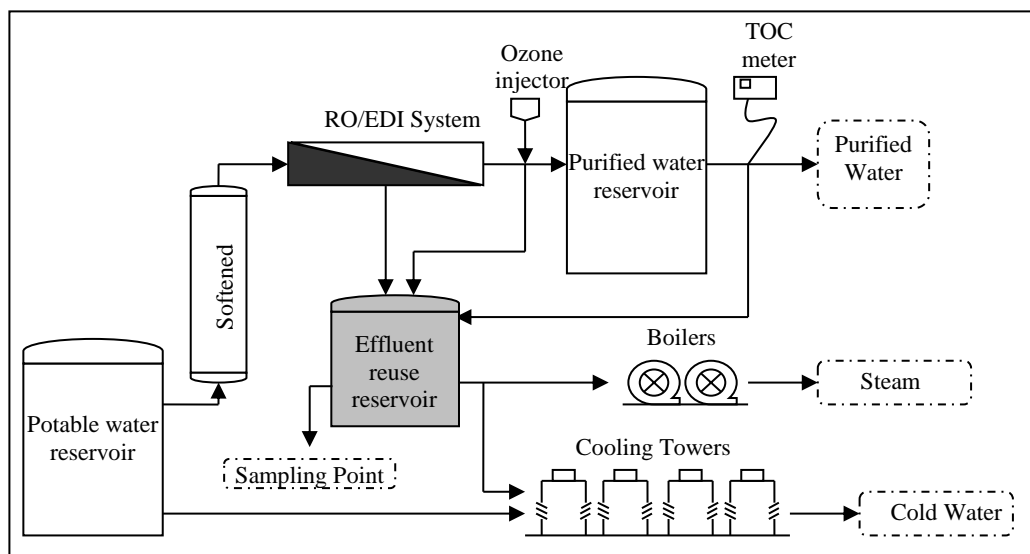 TOC
meter
Ozone
injector
RO/EDI System
Purified water
reservoir
Purified
Water
Softened
Effluent
reuse
reservoir
Boilers
Steam
Potable water
reservoir
Sampling Point
Cooling Towers
Cold Water